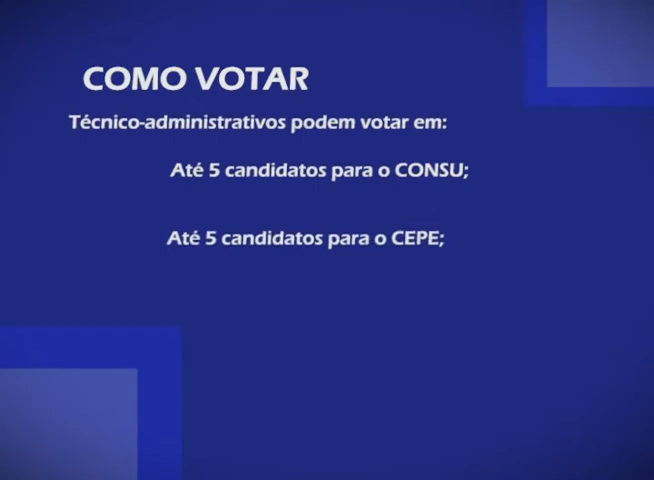 COMO VOTAR
Técnico-administrativos podem votar em:
Até 5 candidatos para o CONSU;
Até 5 candidatos para o CEPE;